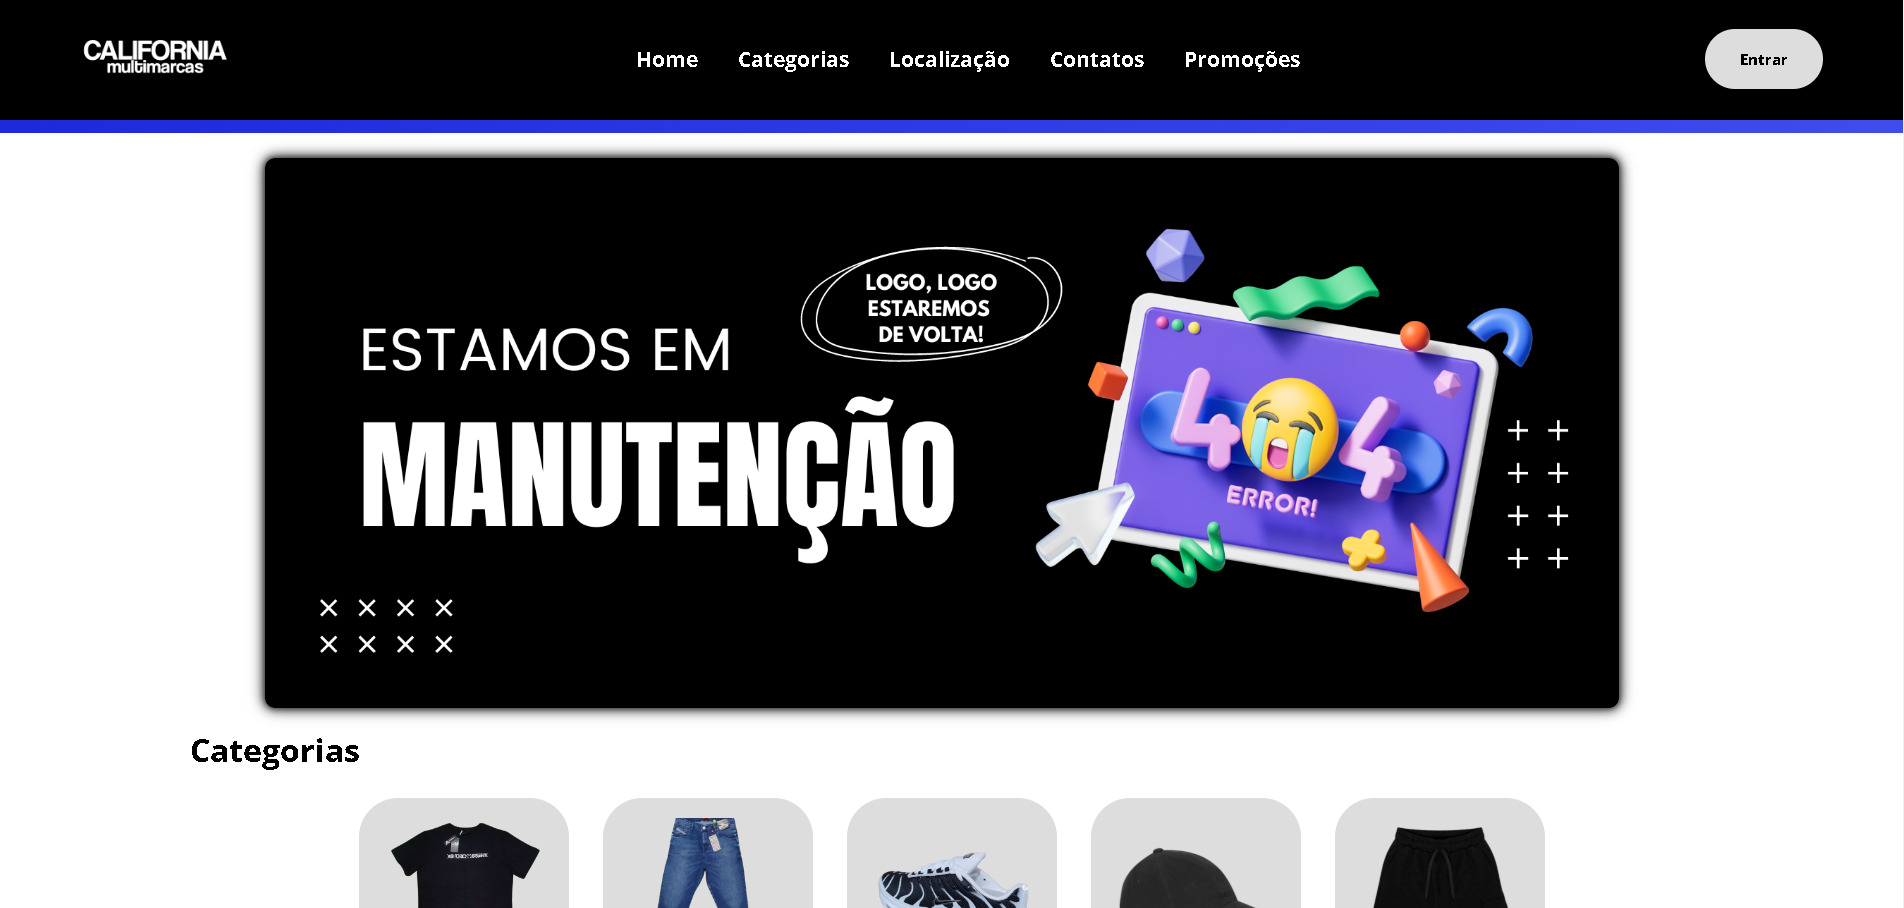 CALIFORNIA
multimarcas
Home
Categorias
Localização
Contatos
Promoções
Entrar
LOGO, LOGO
ESTAREMOS
DE VOLTA!
ESTAMOS EM
MANUTENÇÃO
404
ERROR!
Categorias